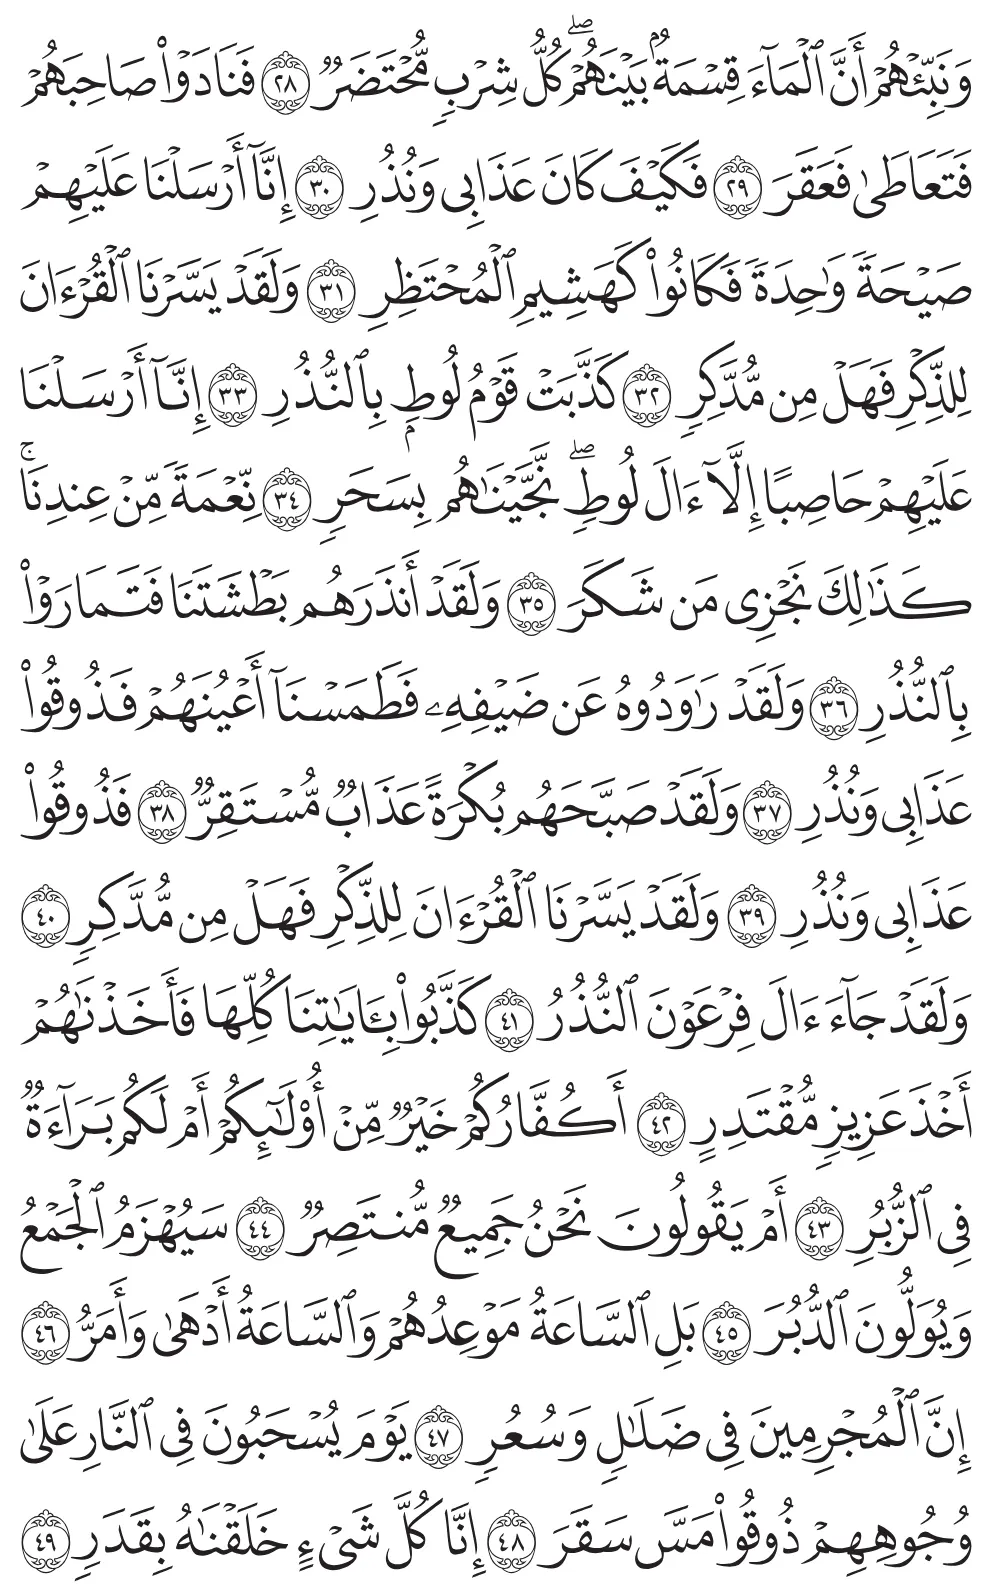 وَنَبِّئْهُمْ أَنَّ ٱلْمَآءَ قِسْمَةٌۢ بَيْنَهُمْ ۖ كُلُّ شِرْبٍ مُّحْتَضَرٌ ٢٨ فَنَادَوْا۟ صَاحِبَهُمْ
فَتَعَاطَىٰ فَعَقَرَ ٢٩ فَكَيْفَ كَانَ عَذَابِى وَنُذُرِ ٣٠ إِنَّآ أَرْسَلْنَا عَلَيْهِمْ
صَيْحَةً وَٰحِدَةً فَكَانُوا۟ كَهَشِيمِ ٱلْمُحْتَظِرِ ٣١ وَلَقَدْ يَسَّرْنَا ٱلْقُرْءَانَ
لِلذِّكْرِ فَهَلْ مِن مُّدَّكِرٍ ٣٢ كَذَّبَتْ قَوْمُ لُوطٍۭ بِٱلنُّذُرِ ٣٣ إِنَّآ أَرْسَلْنَا
عَلَيْهِمْ حَاصِبًا إِلَّآ ءَالَ لُوطٍ ۖ نَّجَّيْنَٰهُم بِسَحَرٍ ٣٤ نِّعْمَةً مِّنْ عِندِنَا ۚ
كَذَٰلِكَ نَجْزِى مَن شَكَرَ ٣٥ وَلَقَدْ أَنذَرَهُم بَطْشَتَنَا فَتَمَارَوْا۟
بِٱلنُّذُرِ ٣٦ وَلَقَدْ رَٰوَدُوهُ عَن ضَيْفِهِۦ فَطَمَسْنَآ أَعْيُنَهُمْ فَذُوقُوا۟
عَذَابِى وَنُذُرِ ٣٧ وَلَقَدْ صَبَّحَهُم بُكْرَةً عَذَابٌ مُّسْتَقِرٌّ ٣٨ فَذُوقُوا۟
عَذَابِى وَنُذُرِ ٣٩ وَلَقَدْ يَسَّرْنَا ٱلْقُرْءَانَ لِلذِّكْرِ فَهَلْ مِن مُّدَّكِرٍ ٤٠
وَلَقَدْ جَآءَ ءَالَ فِرْعَوْنَ ٱلنُّذُرُ ٤١ كَذَّبُوا۟ بِـَٔايَٰتِنَا كُلِّهَا فَأَخَذْنَٰهُمْ
أَخْذَ عَزِيزٍ مُّقْتَدِرٍ ٤٢ أَكُفَّارُكُمْ خَيْرٌ مِّنْ أُو۟لَٰٓئِكُمْ أَمْ لَكُم بَرَآءَةٌ
فِى ٱلزُّبُرِ ٤٣ أَمْ يَقُولُونَ نَحْنُ جَمِيعٌ مُّنتَصِرٌ ٤٤ سَيُهْزَمُ ٱلْجَمْعُ
وَيُوَلُّونَ ٱلدُّبُرَ ٤٥ بَلِ ٱلسَّاعَةُ مَوْعِدُهُمْ وَٱلسَّاعَةُ أَدْهَىٰ وَأَمَرُّ ٤٦
إِنَّ ٱلْمُجْرِمِينَ فِى ضَلَٰلٍ وَسُعُرٍ ٤٧ يَوْمَ يُسْحَبُونَ فِى ٱلنَّارِ عَلَىٰ
وُجُوهِهِمْ ذُوقُوا۟ مَسَّ سَقَرَ ٤٨ إِنَّا كُلَّ شَىْءٍ خَلَقْنَٰهُ بِقَدَرٍ ٤٩